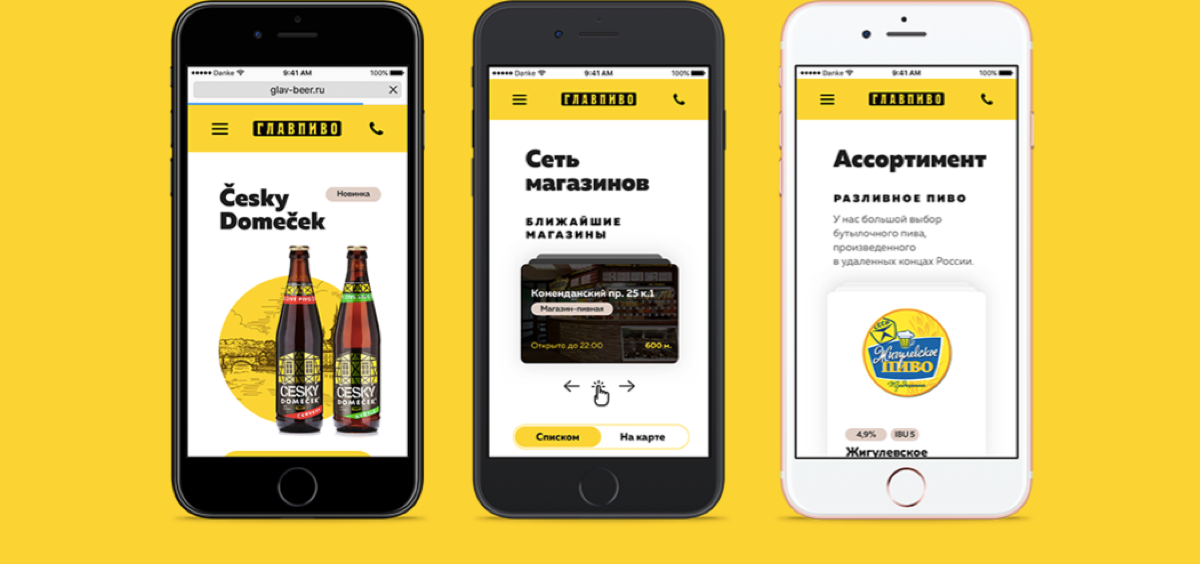 Danke 9:41 AM 100%
glav-beer.ru
ГЛАВПИВО
Česky
Domeček
Новинка
CESKY
DOMEČEK
CESKY
DOMEČEK
Danke 9:41 AM 100%
ГЛАВПИВО
Сеть
магазинов
БЛИЖАЙШИЕ
МАГАЗИНЫ
Коменданский пр. 25 к.1
Магазин-пивная
Открыто до 22:00
600 м.
Списком
На карте
Danke 9:41 AM 100%
ГЛАВПИВО
Ассортимент
РАЗЛИВНОЕ ПИВО
У нас большой выбор
бутылочного пива,
произведенного
в удаленных концах России.
Жигулевское
ПИВО
4,9%
IBU 5
Жигулевское